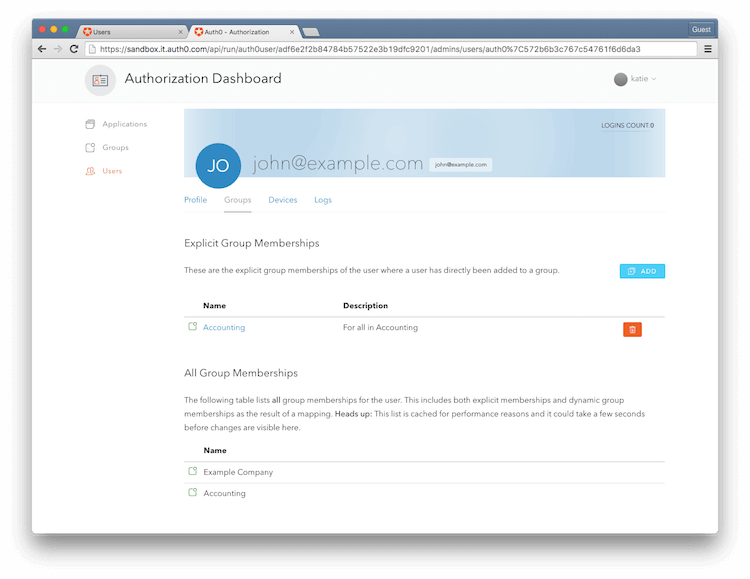 Users
Auth0 - Authorization
Guest
https://sandbox.it.auth0.com/api/run/auth0user/adf6e2f2b84784b57522e3b19dfc9201/admins/users/auth0%7C572b6b3c767c54761f6d6da3
Authorization Dashboard
katie
Applications
Groups
Users
LOGINS COUNT 0
JO
john@example.com
john@example.com
Profile Groups Devices Logs
Explicit Group Memberships
These are the explicit group memberships of the user where a user has directly been added to a group.
ADD
Name Description
Accounting For all in Accounting
All Group Memberships
The following table lists all group memberships for the user. This includes both explicit memberships and dynamic group
memberships as the result of a mapping. Heads up: This list is cached for performance reasons and it could take a few seconds
before changes are visible here.
Name
Example Company
Accounting